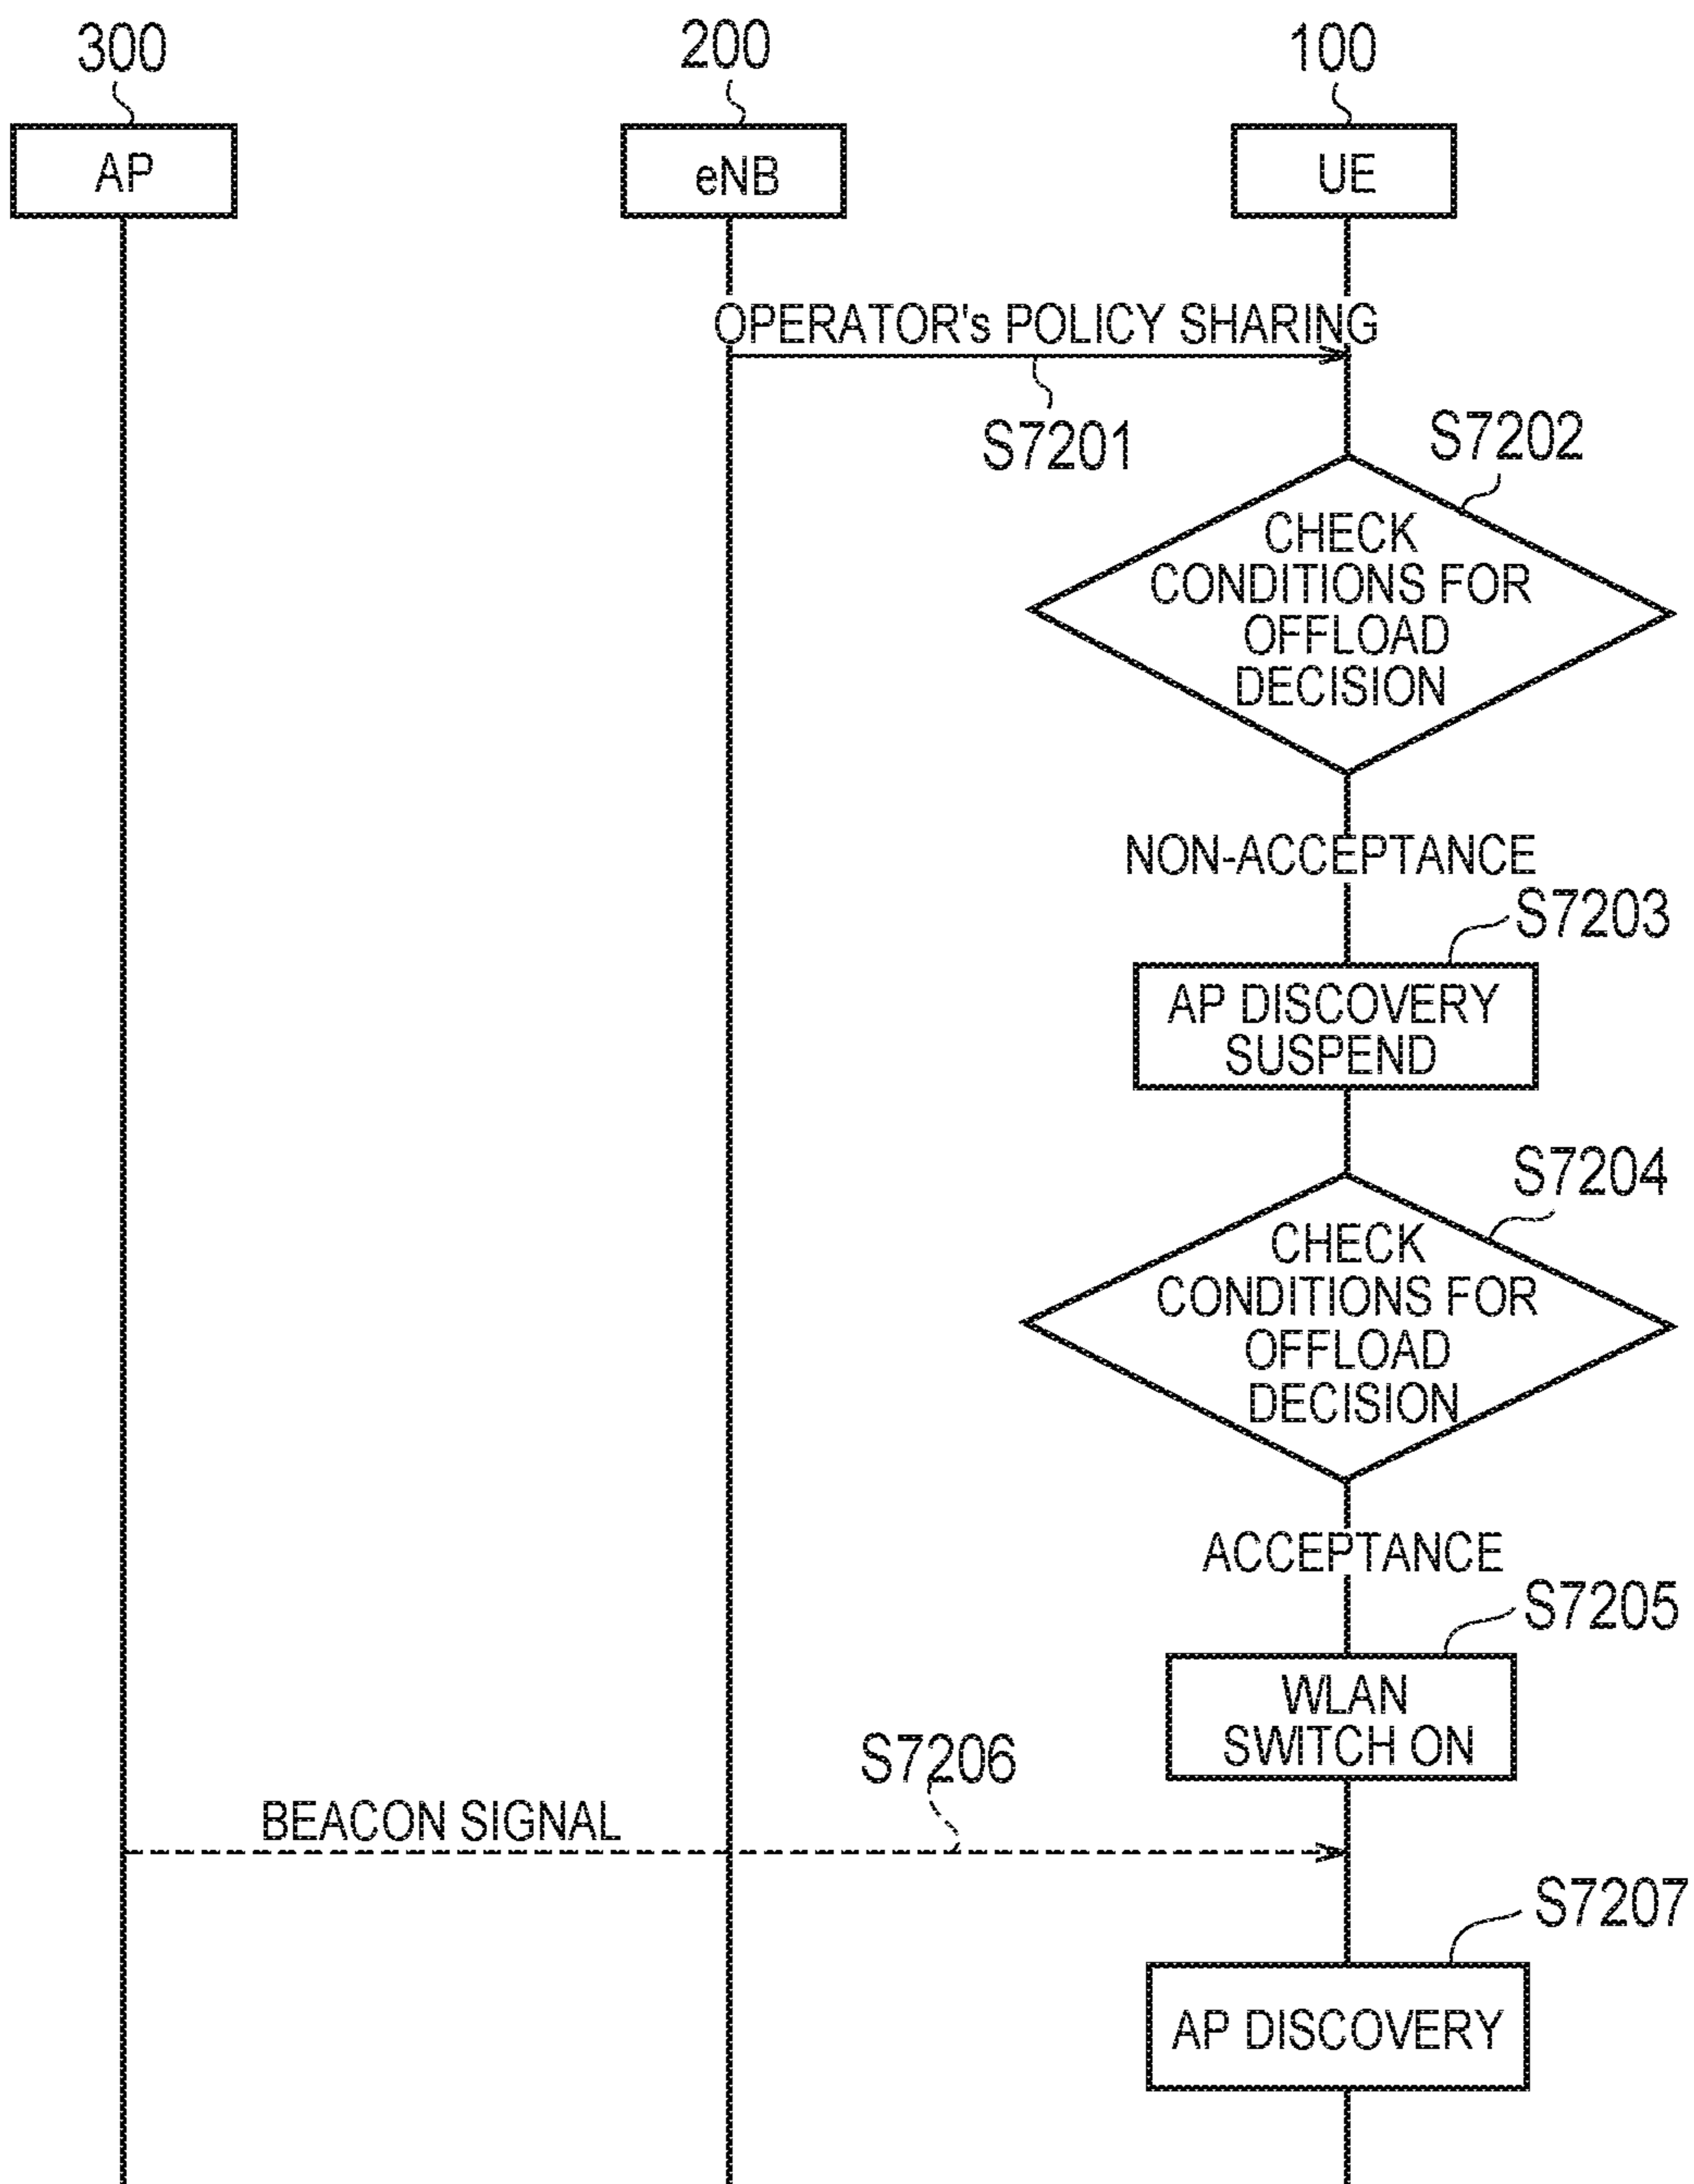 300
200
100
AP
eNB
UE
OPERATOR's POLICY SHARING
S7201
S7202
CHECK
CONDITIONS FOR
OFFLOAD
DECISION
NON-ACCEPTANCE
S7203
AP DISCOVERY
SUSPEND
S7204
CHECK
CONDITIONS FOR
OFFLOAD
DECISION
ACCEPTANCE
S7205
WLAN
SWITCH ON
S7206
BEACON SIGNAL
S7207
AP DISCOVERY